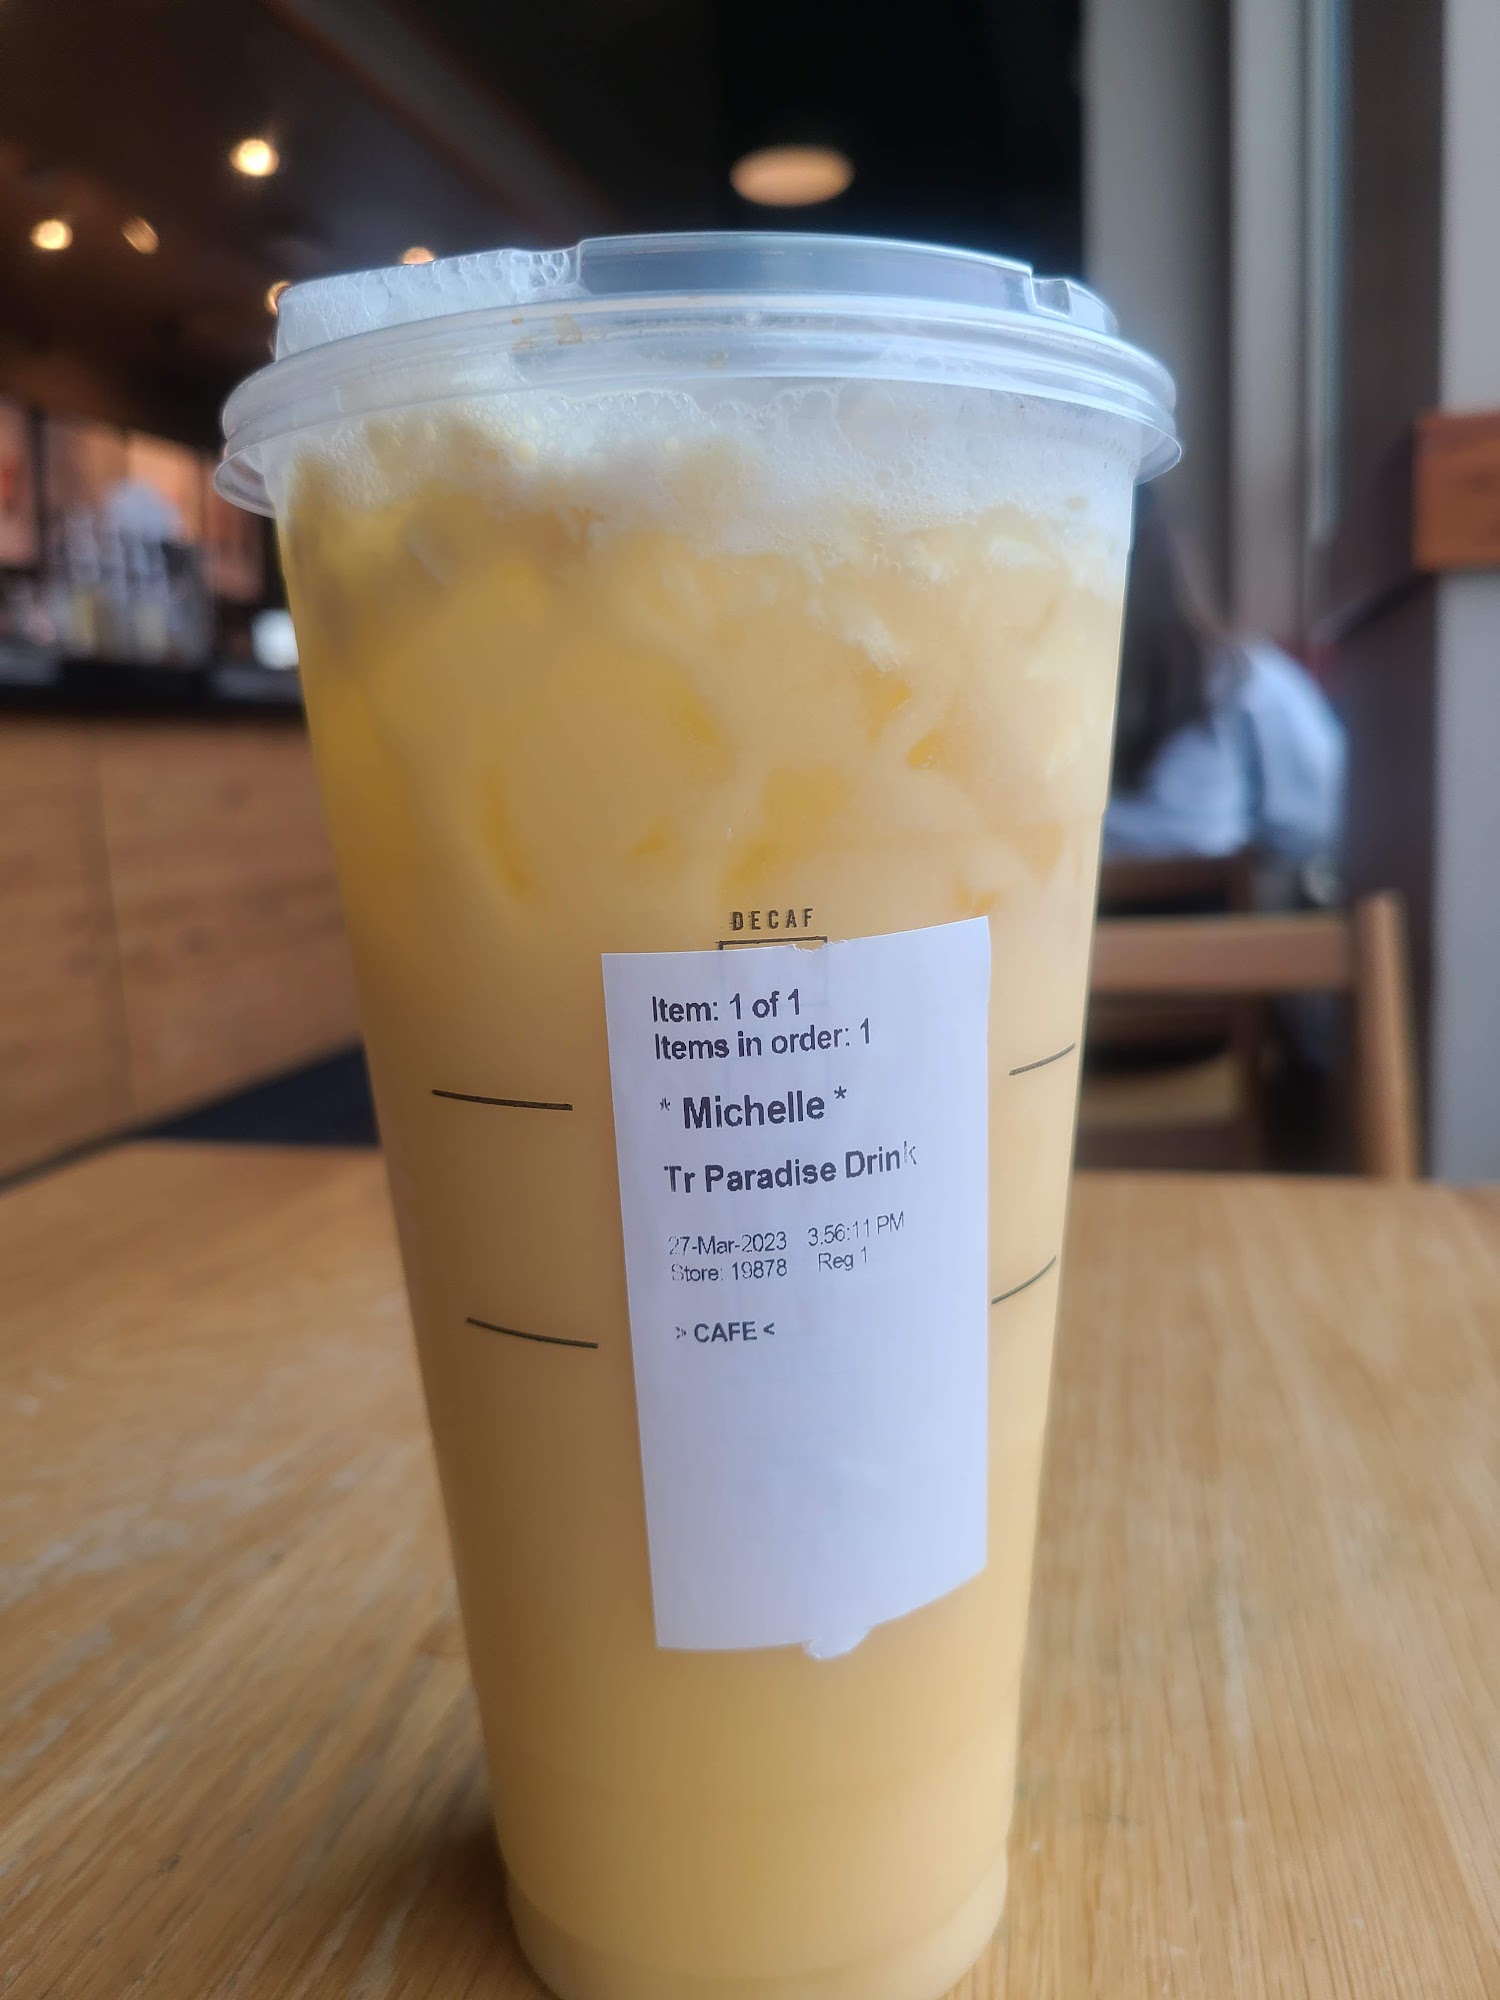 DECAF
Item: 1 of 1
Items in order: 1
* Michelle *
Tr Paradise Drink
27-Mar-2023 3:56:11 PM
Store: 19878 Reg 1
> CAFE <